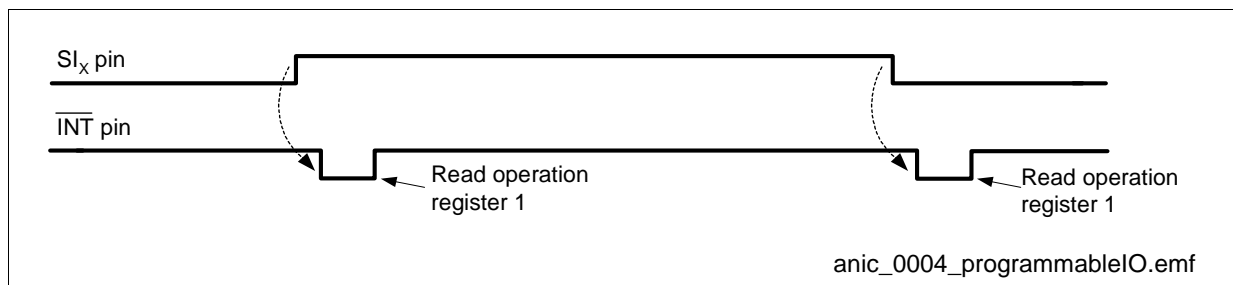 SIX pin
INT pin
Read operation
register 1
Read operation
register 1
anic_0004_programmableIO.emf